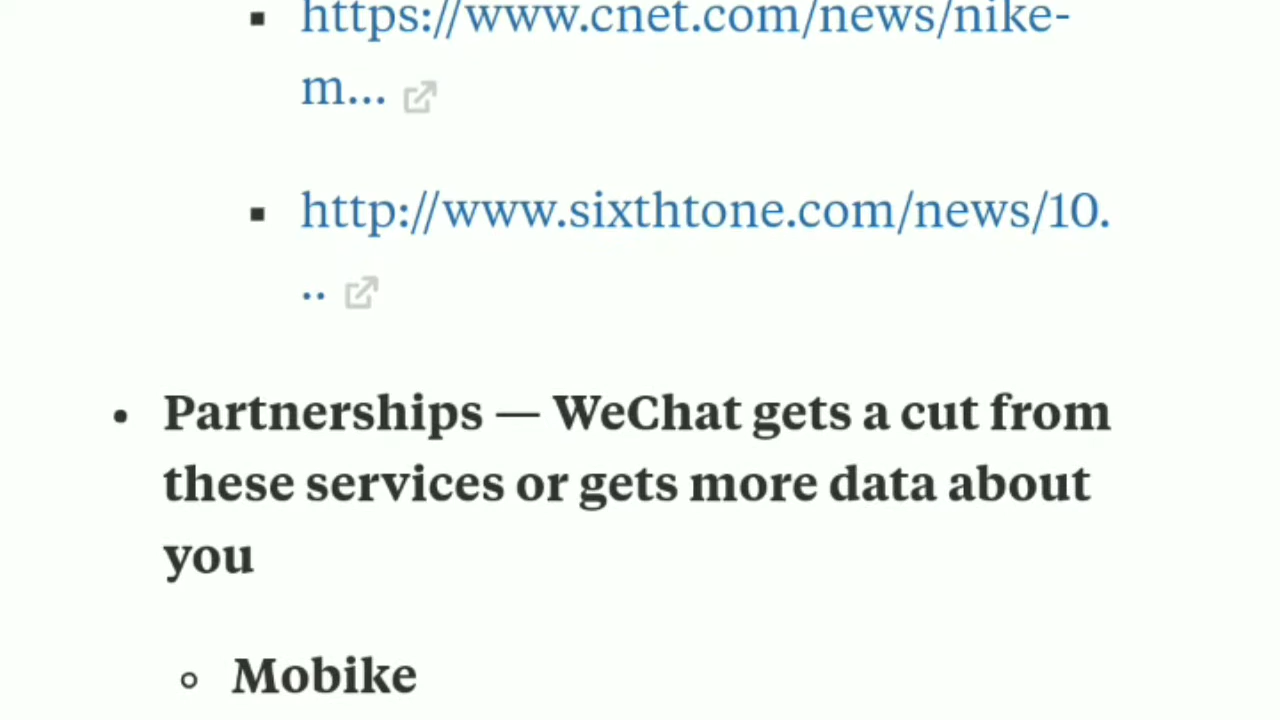 https://www.cnet.com/news/nike-
m...
http://www.sixthtone.com/news/10.
..
Partnerships — WeChat gets a cut from
these services or gets more data about
you
Mobike